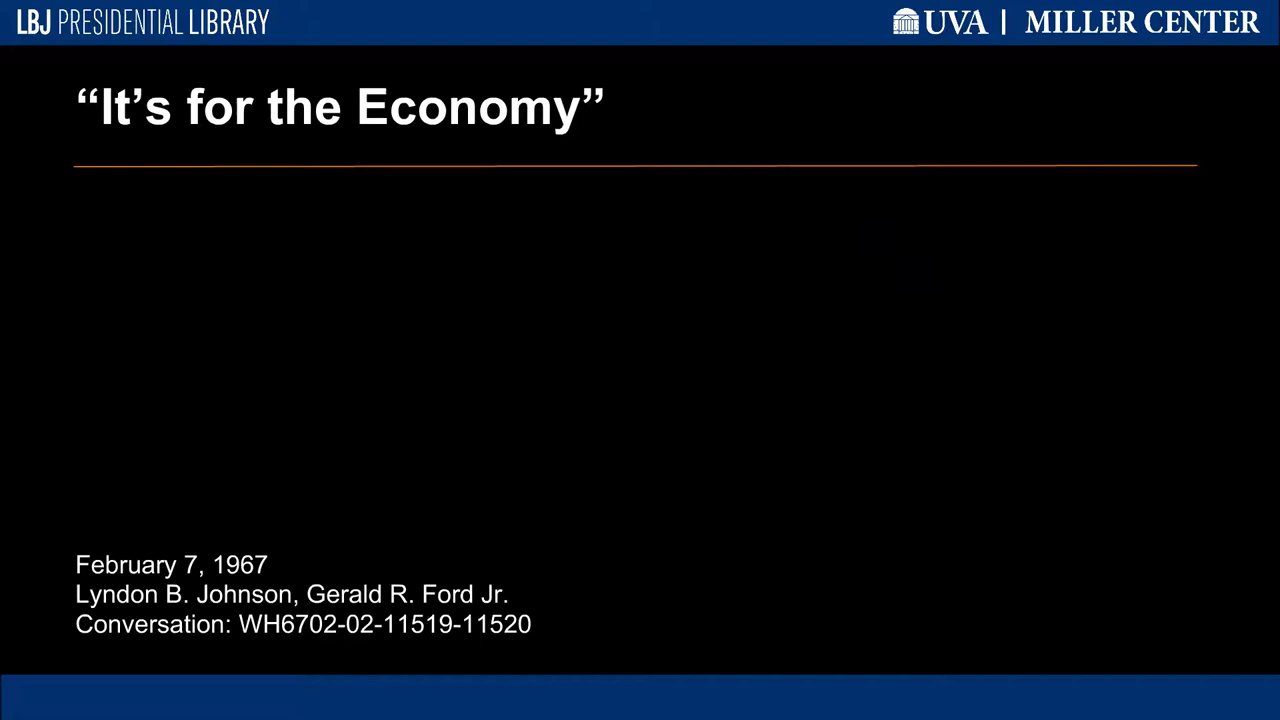 LBJ PRESIDENTIAL LIBRARY
UVA | MILLER CENTER
“It’s for the Economy”
February 7, 1967
Lyndon B. Johnson, Gerald R. Ford Jr.
Conversation: WH6702-02-11519-11520